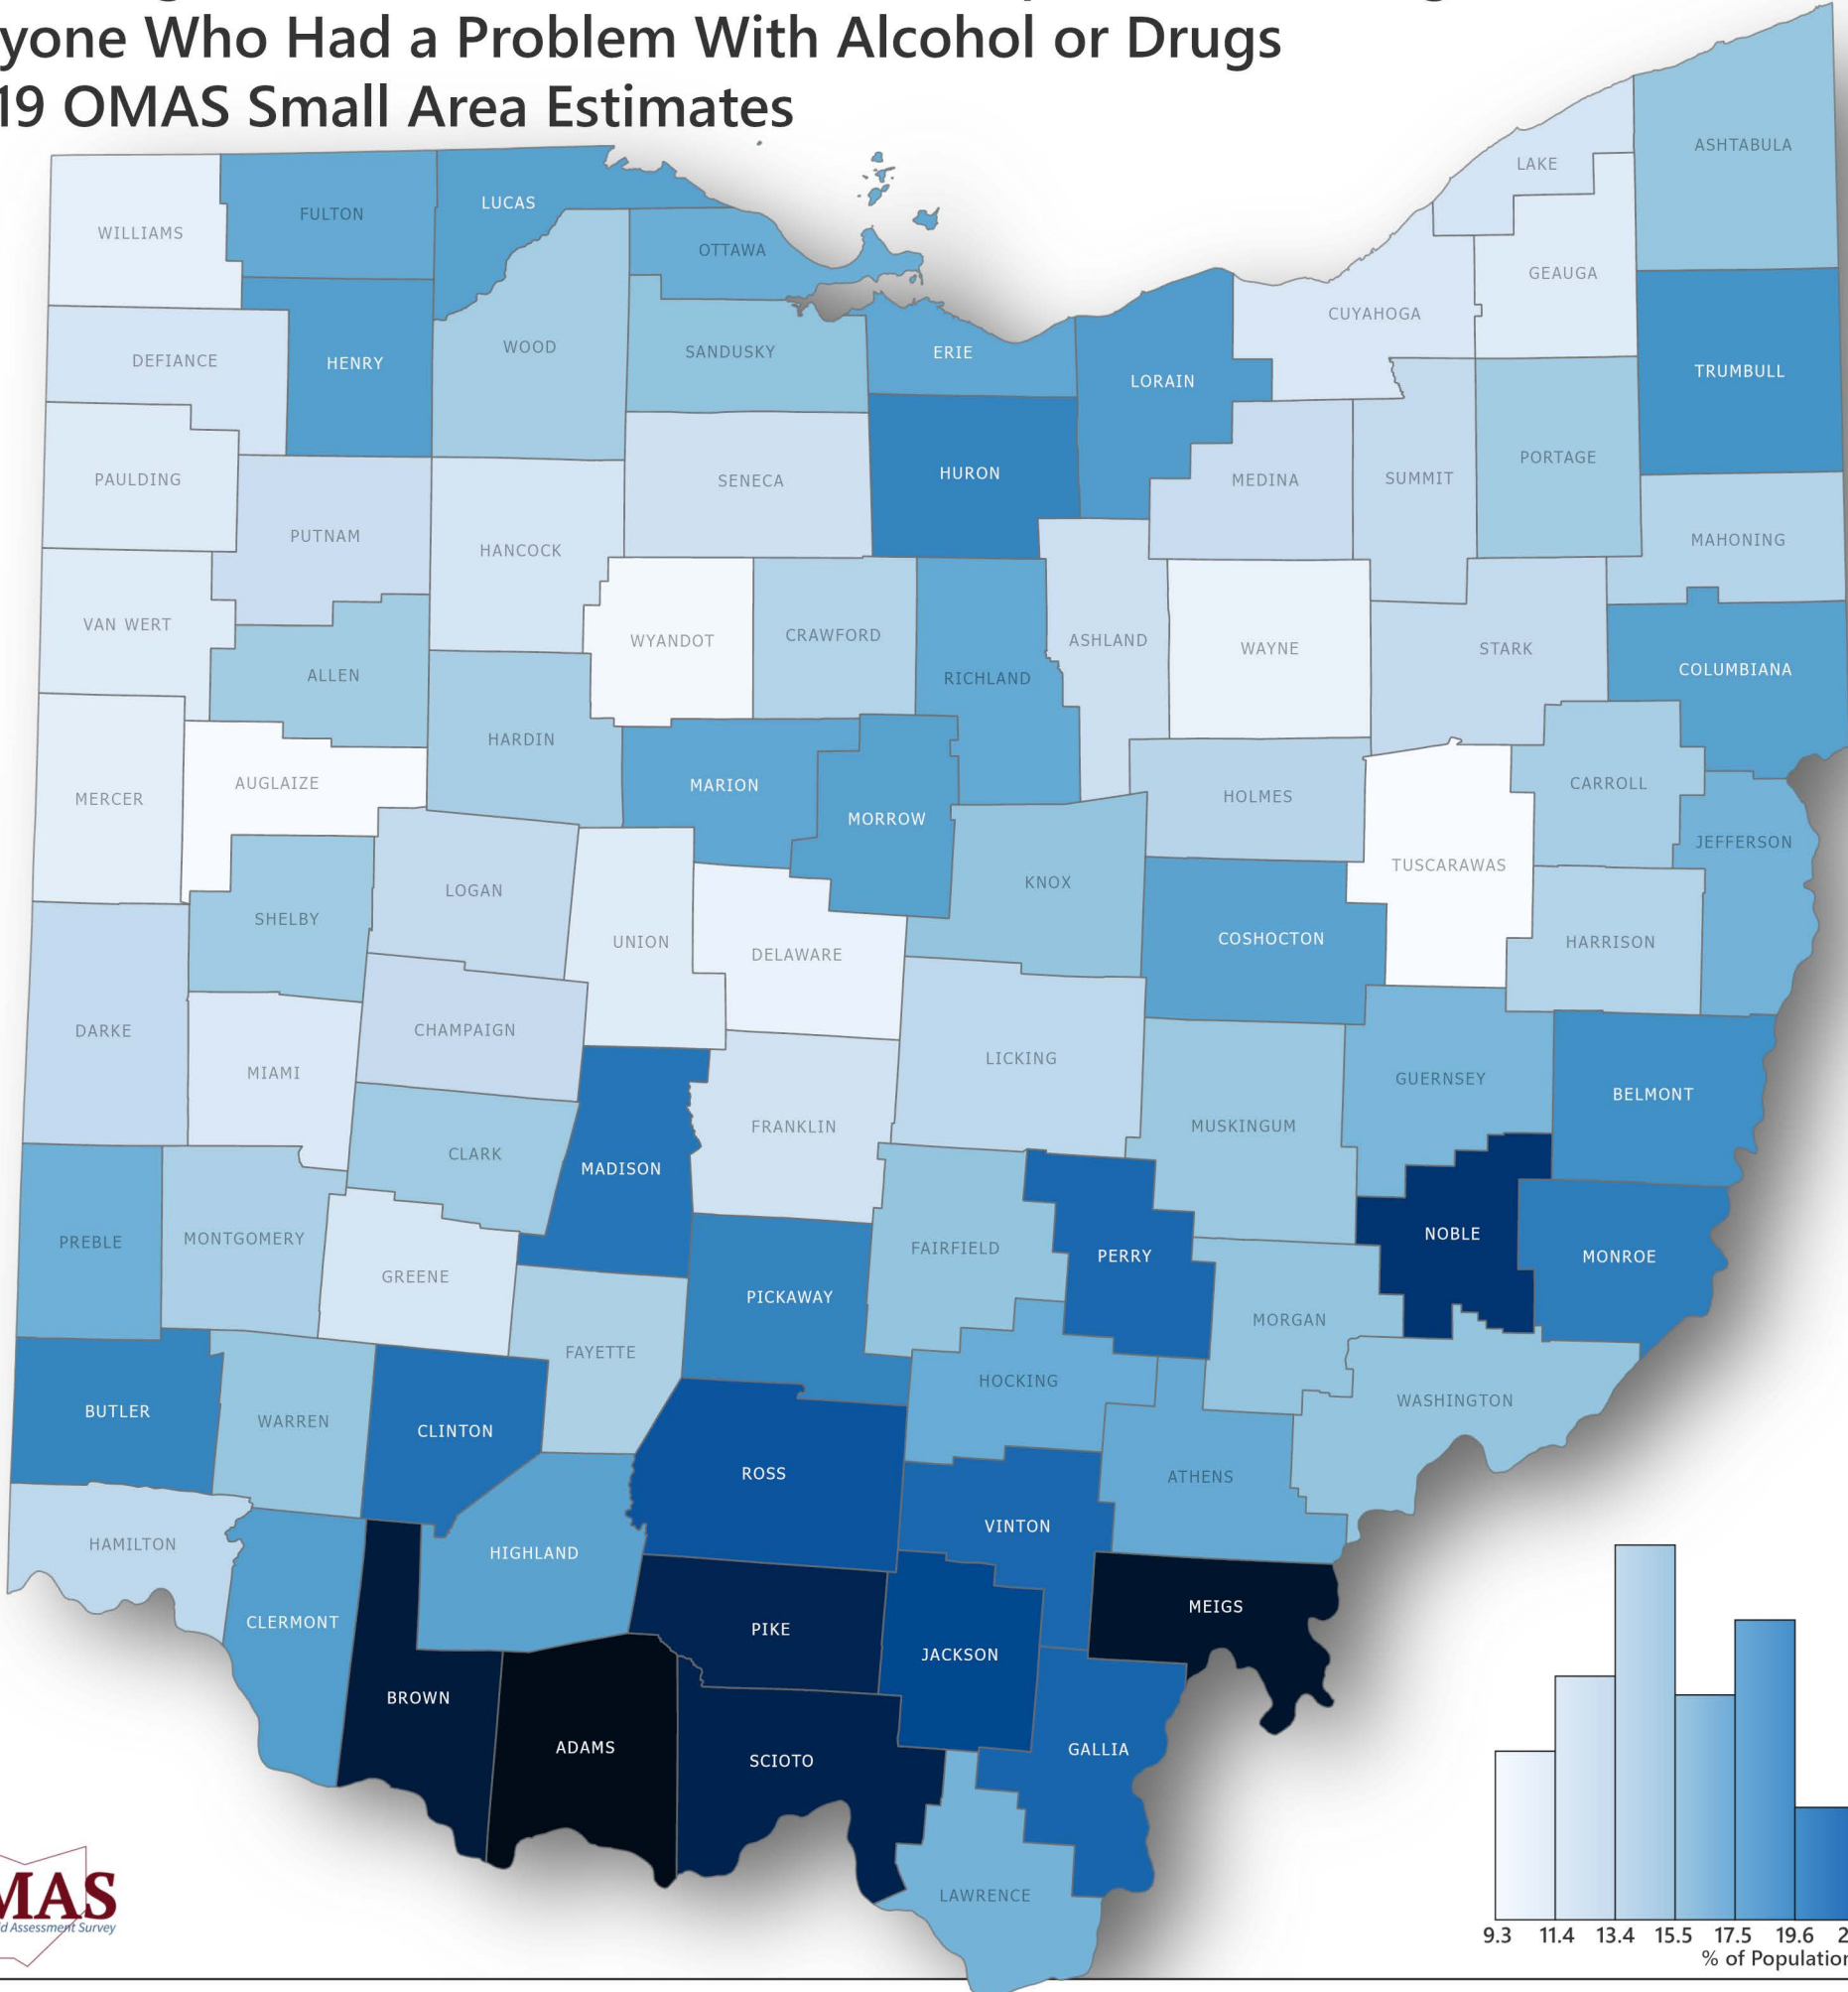 yone Who Had a Problem With Alcohol or Drugs
19 OMAS Small Area Estimates
ASHTABULA
LAKE
LUCAS
FULTON
WILLIAMS
OTTAWA
GEAUGA
CUYAHOGA
WOOD
SANDUSKY
ERIE
DEFIANCE
HENRY
TRUMBULL
LORAIN
PORTAGE
HURON
PAULDING
SENECA
MEDINA
SUMMIT
PUTNAM
MAHONING
HANCOCK
VAN WERT
CRAWFORD
WYANDOT
ASHLAND
WAYNE
STARK
COLUMBIANA
ALLEN
RICHLAND
HARDIN
AUGLAIZE
MARION
CARROLL
MERCER
HOLMES
MORROW
JEFFERSON
TUSCARAWAS
KNOX
LOGAN
SHELBY
UNION
COSHOCTON
HARRISON
DELAWARE
DARKE
CHAMPAIGN
LICKING
MIAMI
GUERNSEY
BELMONT
FRANKLIN
MUSKINGUM
CLARK
MADISON
NOBLE
PREBLE
MONTGOMERY
FAIRFIELD
PERRY
MONROE
GREENE
PICKAWAY
MORGAN
FAYETTE
HOCKING
WASHINGTON
BUTLER
WARREN
CLINTON
ROSS
ATHENS
VINTON
HAMILTON
HIGHLAND
MEIGS
CLERMONT
PIKE
JACKSON
BROWN
ADAMS
GALLIA
SCIOTO
LAWRENCE
MAS
d Assessment Survey
9.3 11.4 13.4 15.5 17.5 19.6 2
% of Population